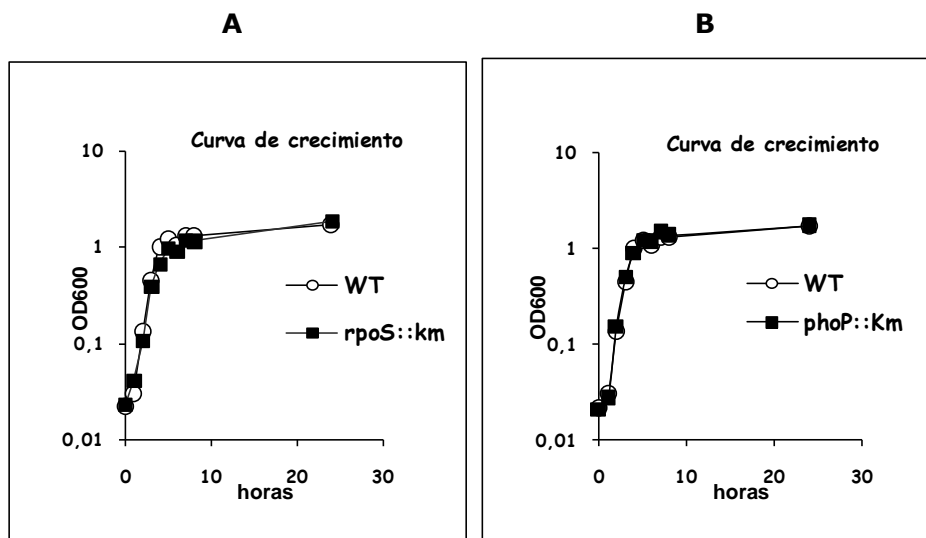 A
Curva de crecimiento
10
1
0,1
0,01
OD600
0
10
20
30
horas
WT
rpoS::km
B
Curva de crecimiento
10
1
0,1
0,01
OD600
0
10
20
30
horas
WT
phoP::Km